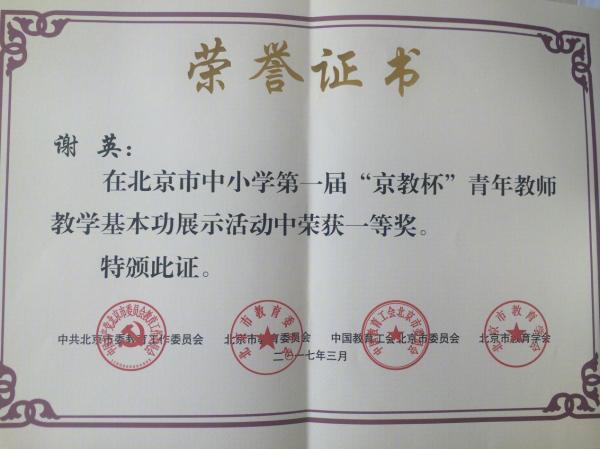 荣誉证书
谢 英：
在北京市中小学第一届“京教杯”青年教师
教学基本功展示活动中荣获一等奖。
特颁此证。
中共北京市委教育工作委员会 北京市教育委员会 中国教育工会北京市委员会 北京市教育学会
二〇一七年三月